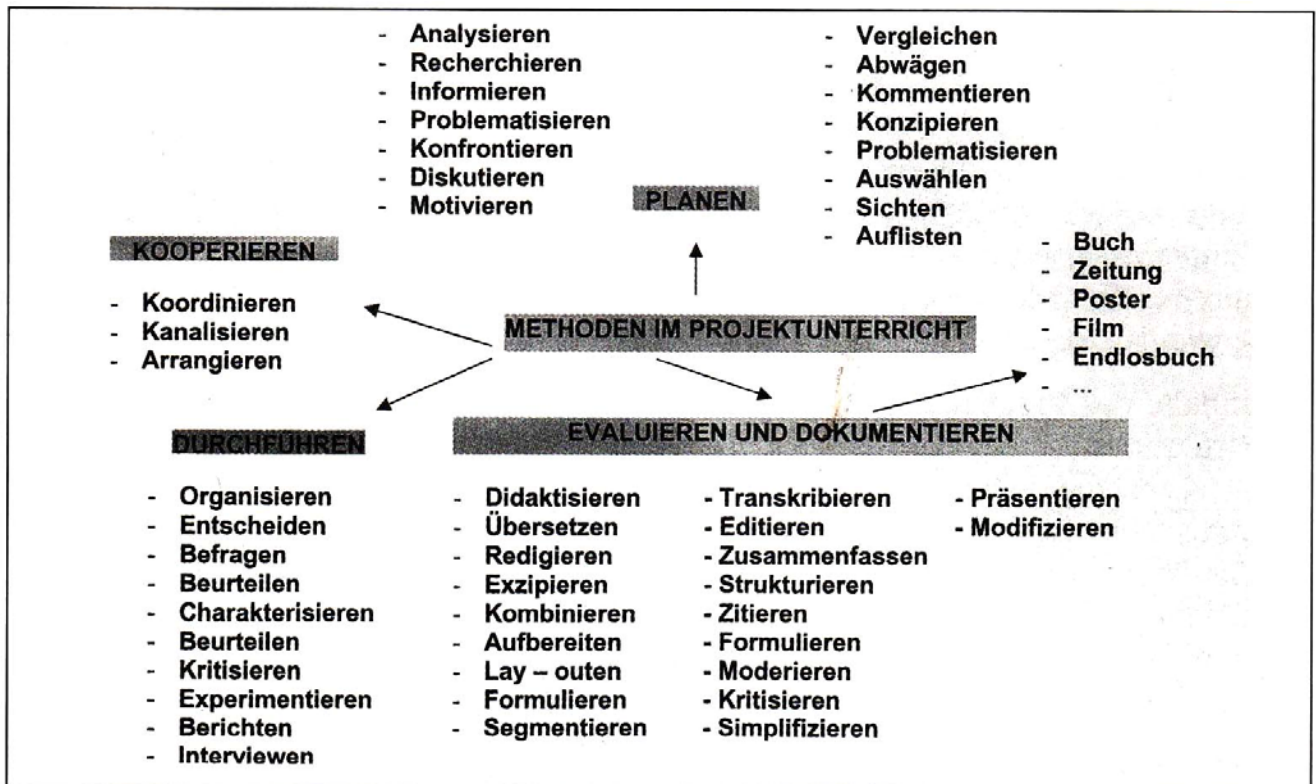 - Analysieren
- Recherchieren
- Informieren
- Problematisieren
- Konfrontieren
- Diskutieren
- Motivieren
PLANEN
- Vergleichen
- Abwägen
- Kommentieren
- Konzipieren
- Problematisieren
- Auswählen
- Sichten
- Auflisten
KOOPERIEREN
- Koordinieren
- Kanalisieren
- Arrangieren
METHODEN IM PROJEKTUNTERRICHT
- Buch
- Zeitung
- Poster
- Film
- Endlosbuch
- ...
DURCHFÜHREN
- Organisieren
- Entscheiden
- Befragen
- Beurteilen
- Charakterisieren
- Beurteilen
- Kritisieren
- Experimentieren
- Berichten
- Interviewen
EVALUIEREN UND DOKUMENTIEREN
- Didaktisieren
- Übersetzen
- Redigieren
- Exzipieren
- Kombinieren
- Aufbereiten
- Lay – outen
- Formulieren
- Segmentieren
- Transkribieren
- Editieren
- Zusammenfassen
- Strukturieren
- Zitieren
- Formulieren
- Moderieren
- Kritisieren
- Simplifizieren
- Präsentieren
- Modifizieren